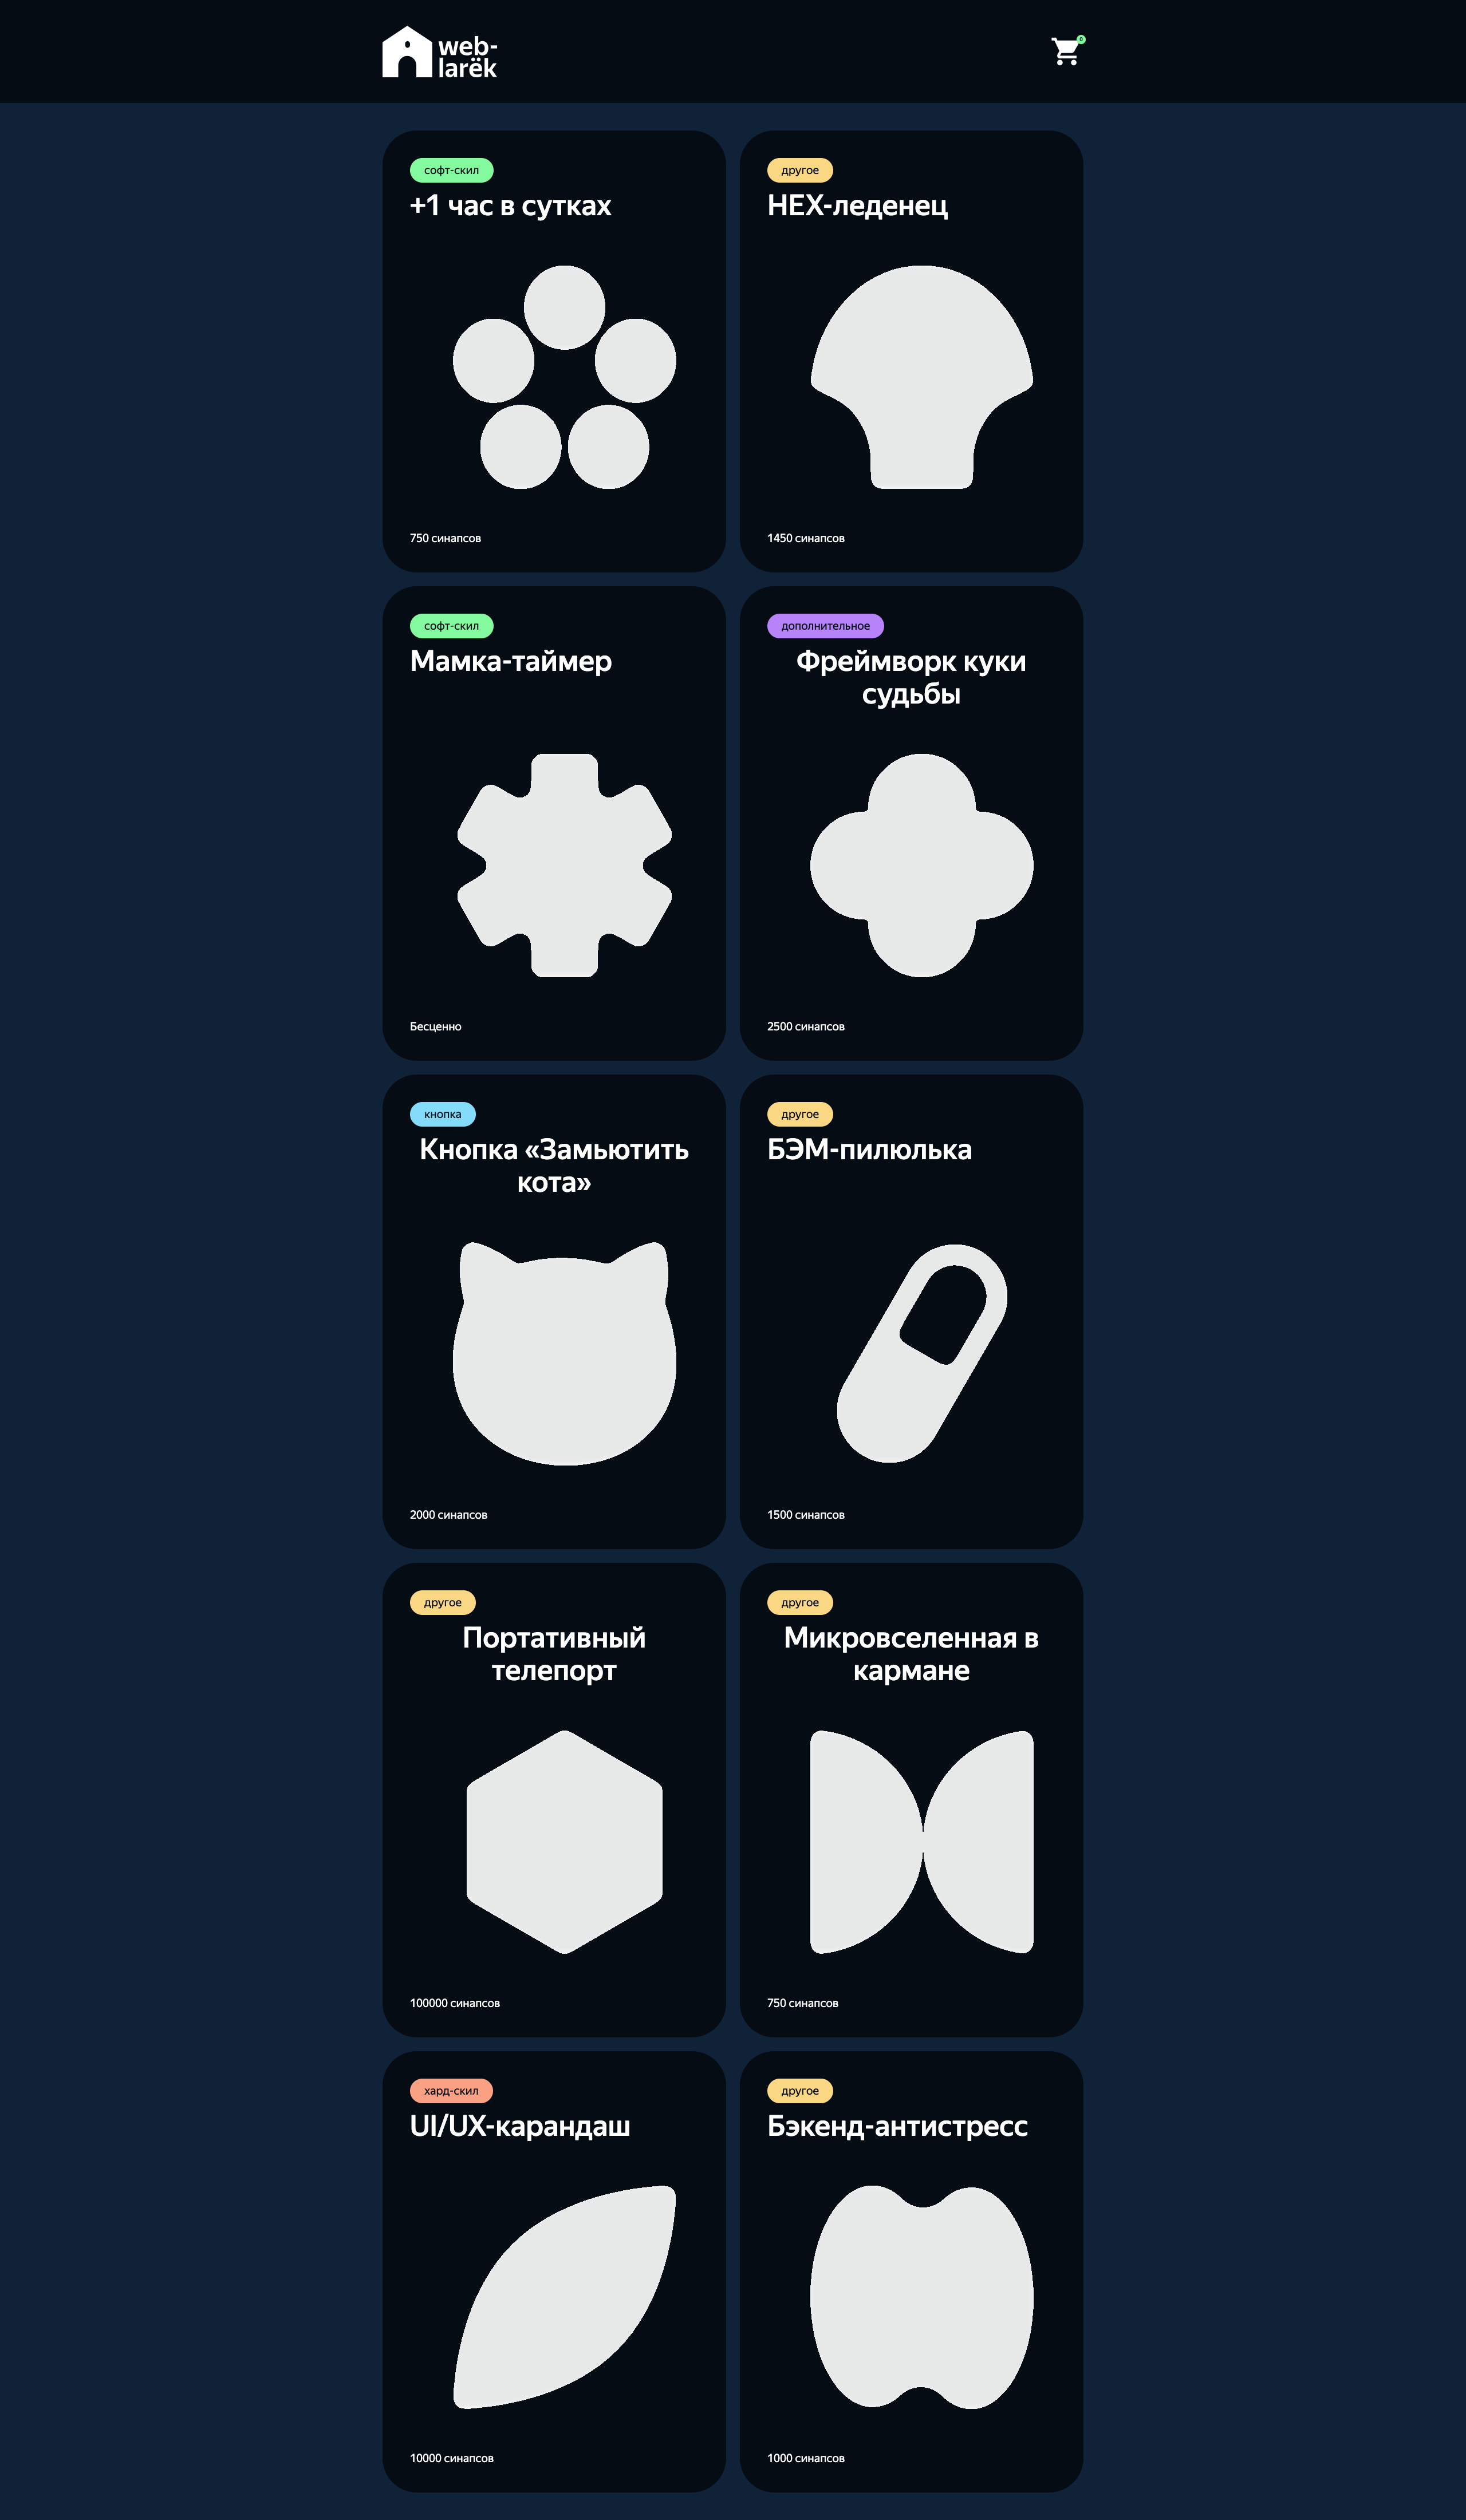 web-
larёk
0
софт-скил
+1 час в сутках
750 синапсов
другое
HEX-леденец
1450 синапсов
софт-скил
Мамка-таймер
Бесценно
дополнительное
Фреймворк куки
судьбы
2500 синапсов
кнопка
Кнопка «Замьютить
кота»
2000 синапсов
другое
БЭМ-пилюлька
1500 синапсов
другое
Портативный
телепорт
100000 синапсов
другое
Микровселенная в
кармане
750 синапсов
хард-скил
UI/UX-карандаш
10000 синапсов
другое
Бэкенд-антистресс
1000 синапсов